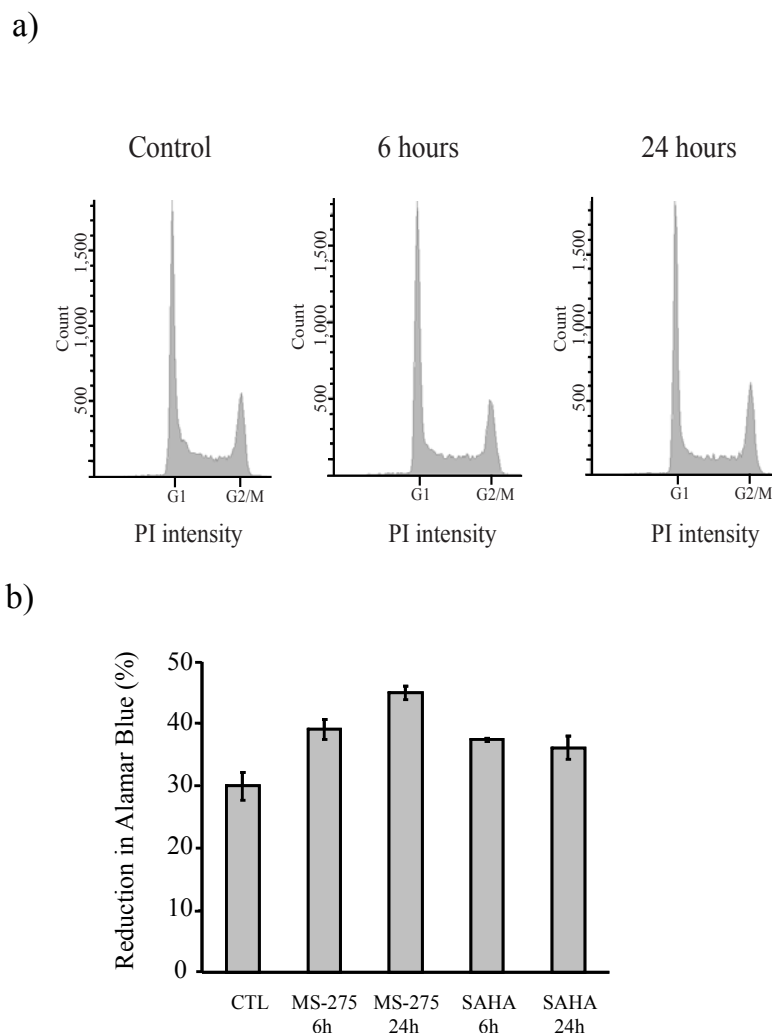 a)
Control
6 hours
24 hours
Count
500
1,000
1,500
G1
G2/M
PI intensity
Count
500
1,000
1,500
G1
G2/M
PI intensity
Count
500
1,000
1,500
G1
G2/M
PI intensity
b)
Reduction in Alamar Blue (%)
50
40
30
20
10
0
CTL
MS-275
6h
MS-275
24h
SAHA
6h
SAHA
24h